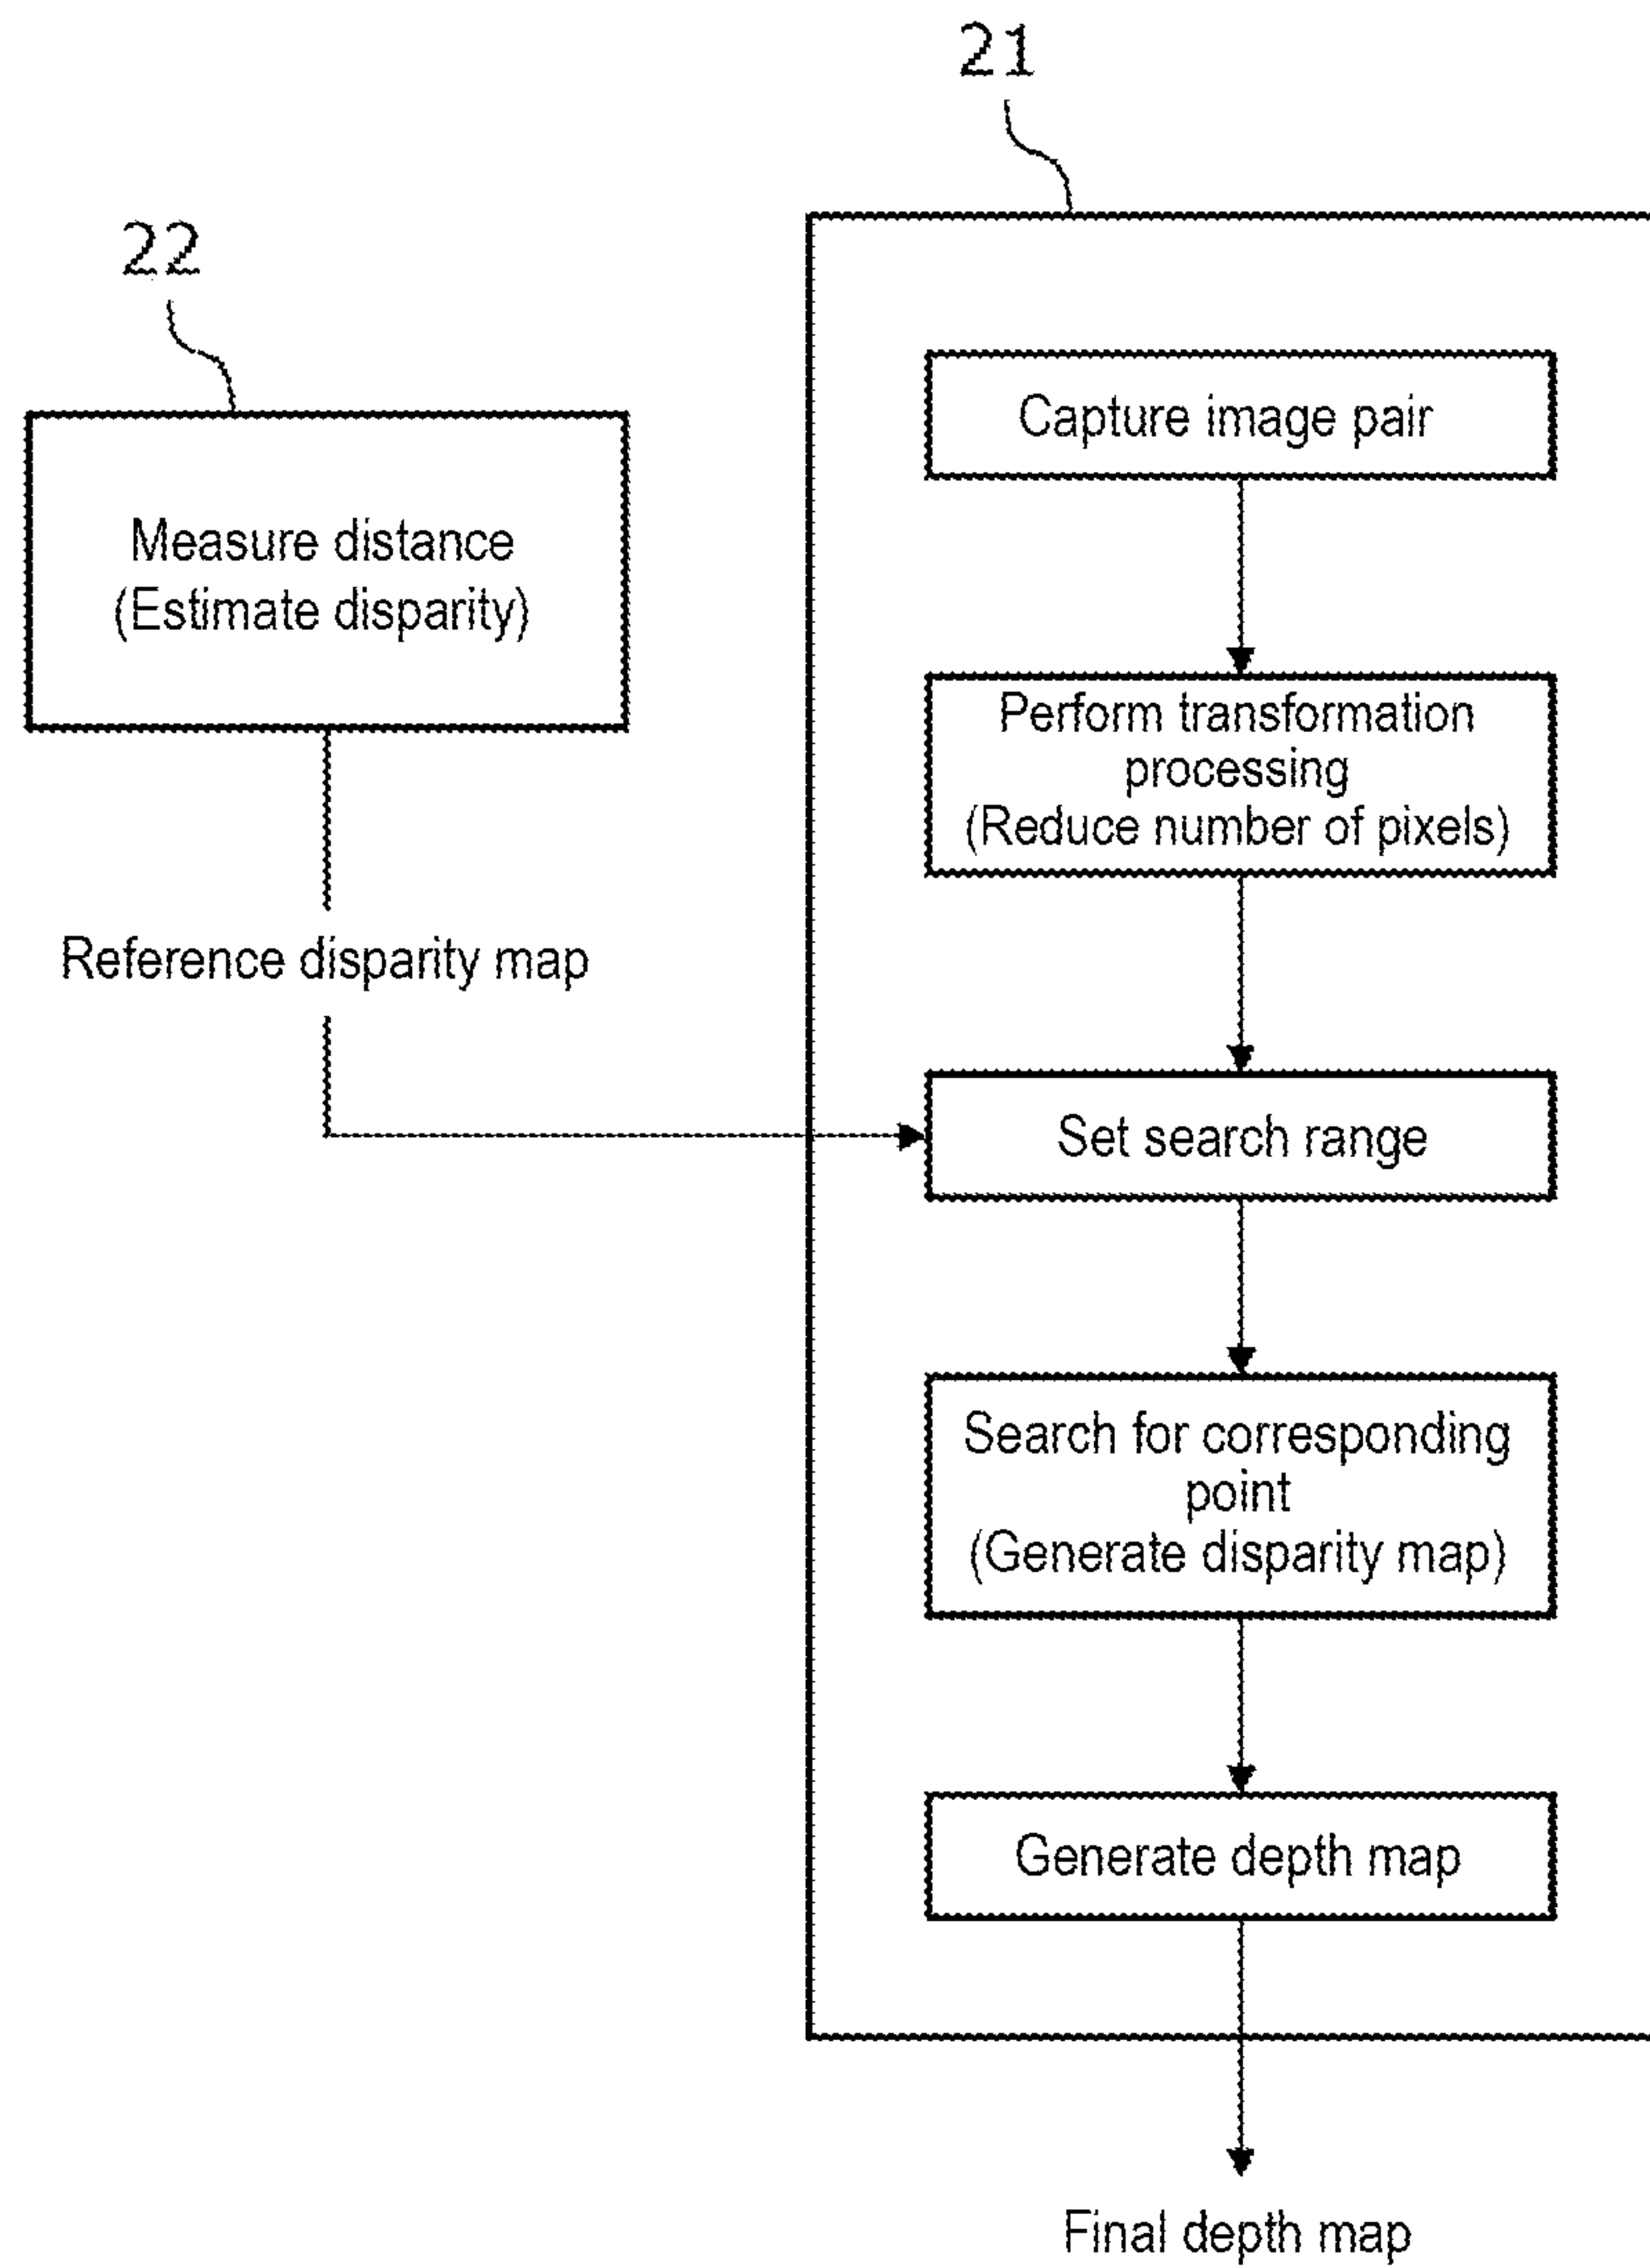 21
22
Capture image pair
Measure distance
(Estimate disparity)
Perform transformation
processing
(Reduce number of pixels)
Reference disparity map
Set search range
Search for corresponding
point
(Generate disparity map)
Generate depth map
Final depth map